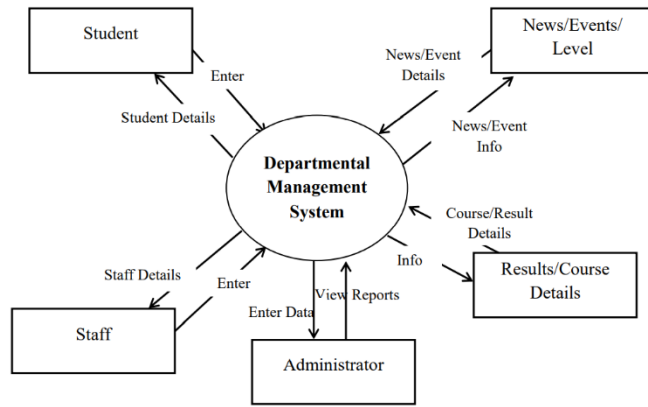 Student
News/Events/
Level
Enter
News/Event
Details
Student Details
News/Event
Info
Departmental
Management
System
Course/Result
Details
Info
Staff Details
Enter
Results/Course
Details
Enter Data
View Reports
Staff
Administrator